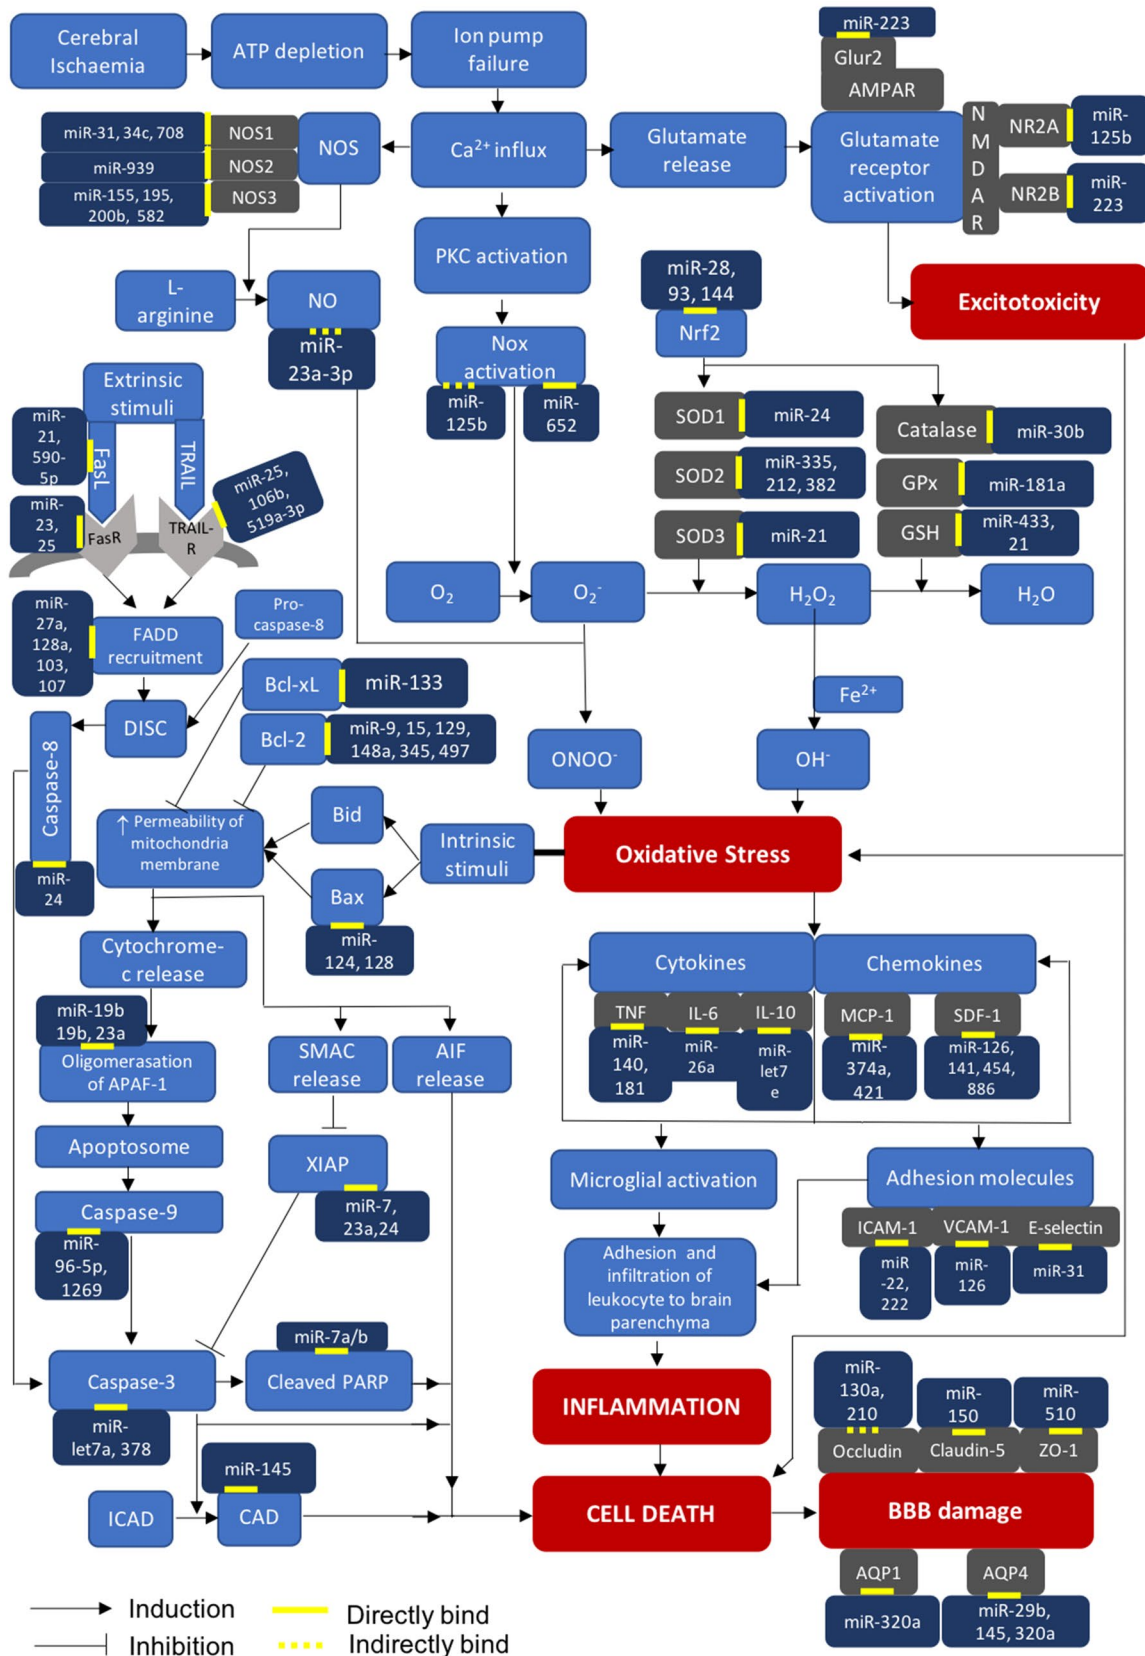 Cerebral
Ischaemia
ATP depletion
Ion pump
failure
miR-223
Glur2
AMPAR
miR-31, 34c, 708
NOS1
miR-939
NOS2
miR-155, 195,
200b, 582
NOS3
NOS
Ca²⁺ influx
Glutamate
release
Glutamate
receptor
activation
N
M
D
A
R
NR2A
miR-
125b
NR2B
miR-
223
PKC activation
L-
arginine
NO
miR-
23a-3p
Nox
activation
miR-
125b
miR-
652
miR-28,
93, 144
Nrf2
Excitotoxicity
Extrinsic
stimuli
miR-
21,
590-
5p
FasL
TRAIL
miR-25,
106b,
519a-3p
miR-
23,
25
FasR
TRAIL-
R
SOD1
miR-24
SOD2
miR-335,
212, 382
SOD3
miR-21
Catalase
miR-30b
GPx
miR-181a
GSH
miR-433,
21
O₂
O₂⁻
H₂O₂
H₂O
miR-
27a,
128a,
103,
107
FADD
recruitment
Pro-
caspase-8
DISC
Caspase-8
miR-
24
Bcl-xL
miR-133
Bcl-2
miR-9, 15, 129,
148a, 345, 497
Fe²⁺
ONOO⁻
OH⁻
↑ Permeability of
mitochondria
membrane
Bid
Bax
miR-
124, 128
Intrinsic
stimuli
Oxidative Stress
Cytochrome-
c release
miR-19b
19b, 23a
Oligomerasation
of APAF-1
SMAC
release
AIF
release
Cytokines
Chemokines
TNF
miR-
140,
181
IL-6
miR-
26a
IL-10
miR-
let7
e
MCP-1
miR-
374a,
421
SDF-1
miR-126,
141, 454,
886
Apoptosome
XIAP
miR-7,
23a,24
Caspase-9
miR-
96-5p,
1269
Microglial activation
Adhesion molecules
ICAM-1
miR
-22,
222
VCAM-1
miR-
126
E-selectin
miR-31
Adhesion and
infiltration of
leukocyte to brain
parenchyma
miR-7a/b
Caspase-3
Cleaved PARP
miR-
let7a, 378
INFLAMMATION
miR-
130a,
210
Occludin
miR-
150
Claudin-5
miR-
510
ZO-1
miR-145
ICAD
CAD
CELL DEATH
BBB damage
AQP1
miR-320a
AQP4
miR-29b,
145, 320a
Induction
Directly bind
Inhibition
Indirectly bind